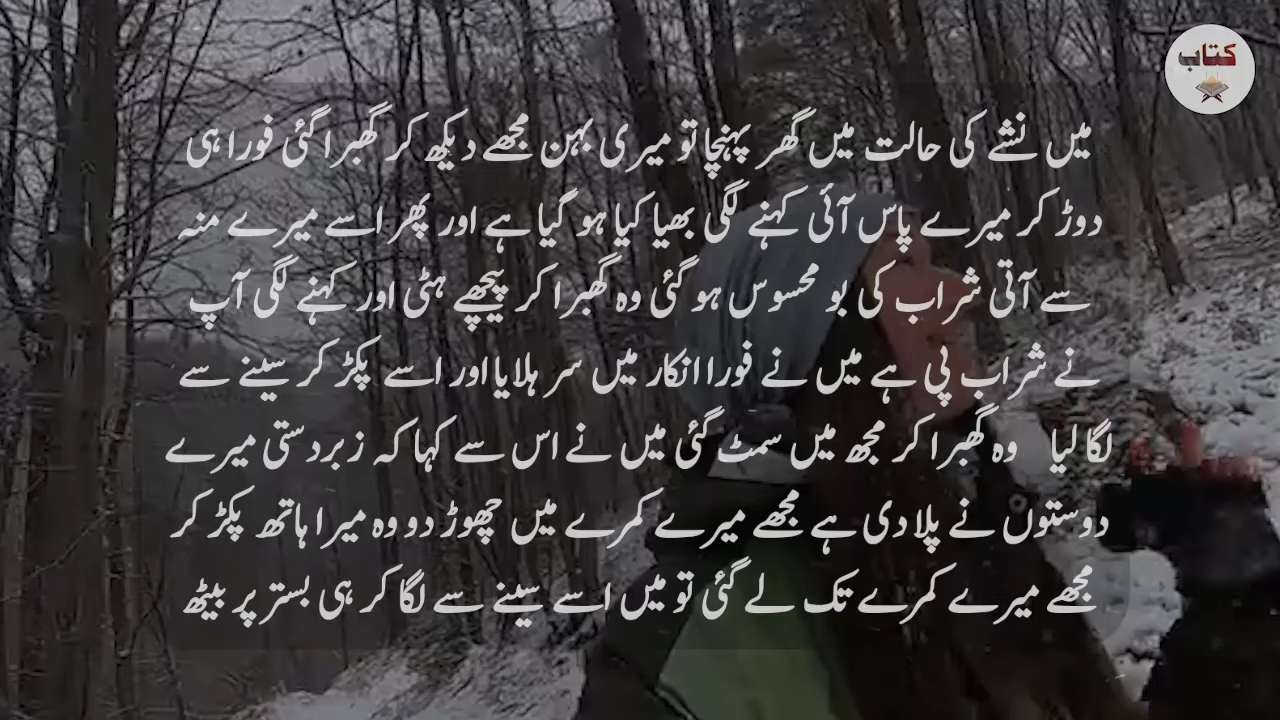 کتاب
میں نشے کی حالت میں گھر پہنچا تو میری بہن مجھے دیکھ کر گھبرا گئی فورا ہی
دوڑ کر میرے پاس آئی کہنے لگی بھیا کیا ہو گیا ہے اور پھر اسے میرے منہ
سے آتی شراب کی بو محسوس ہو گئی وہ گھبرا کر پیچھے ہٹی اور کہنے لگی آپ
نے شراب پی ہے میں نے فورا انکار میں سر ہلایا اور اسے پکڑ کر سینے سے
لگا لیا وہ گھبرا کر مجھ میں سمٹ گئی میں نے اس سے کہا کہ زبردستی میرے
دوستوں نے پلا دی ہے مجھے میرے کمرے میں چھوڑ دو وہ میرا ہاتھ پکڑ کر
مجھے میرے کمرے تک لے گئی تو میں اسے سینے سے لگا کر ہی بستر پر بیٹھ